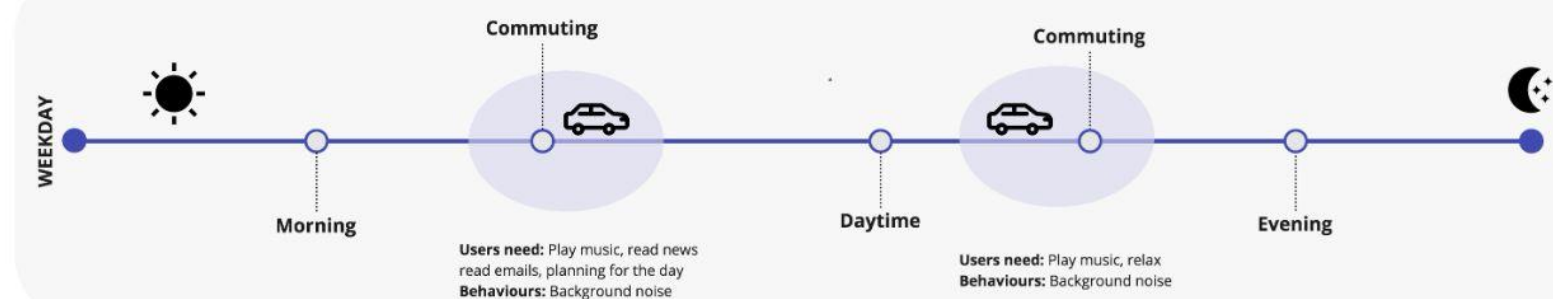 WEEKDAY
Commuting
Commuting
Morning
Daytime
Evening
Users need: Play music, read news
read emails, planning for the day
Behaviours: Background noise
Users need: Play music, relax
Behaviours: Background noise